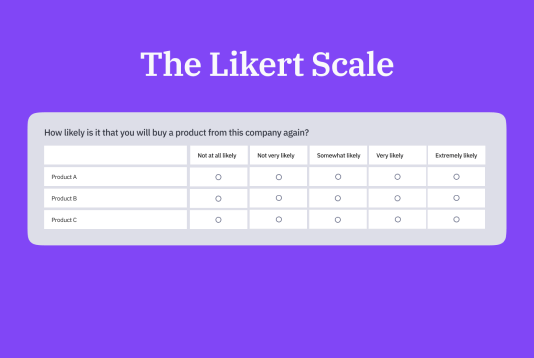 The Likert Scale
How likely is it that you will buy a product from this company again?
Not at all likely Not very likely Somewhat likely Very likely Extremely likely
Product A
Product B
Product C